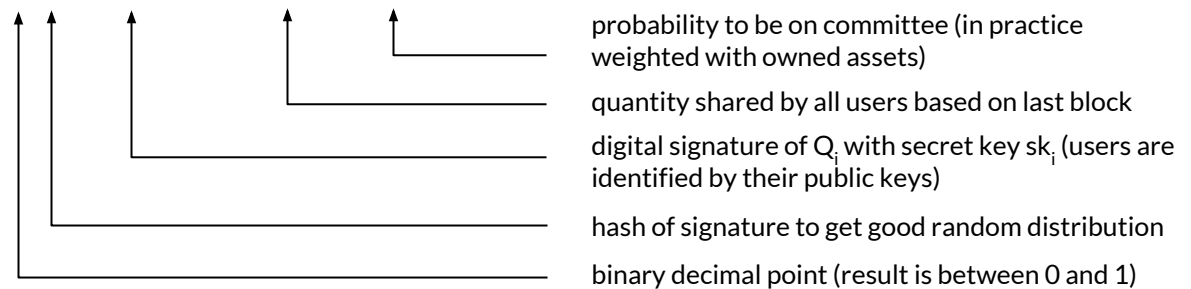 probability to be on committee (in practice
weighted with owned assets)
quantity shared by all users based on last block
digital signature of Qi with secret key ski (users are
identified by their public keys)
hash of signature to get good random distribution
binary decimal point (result is between 0 and 1)